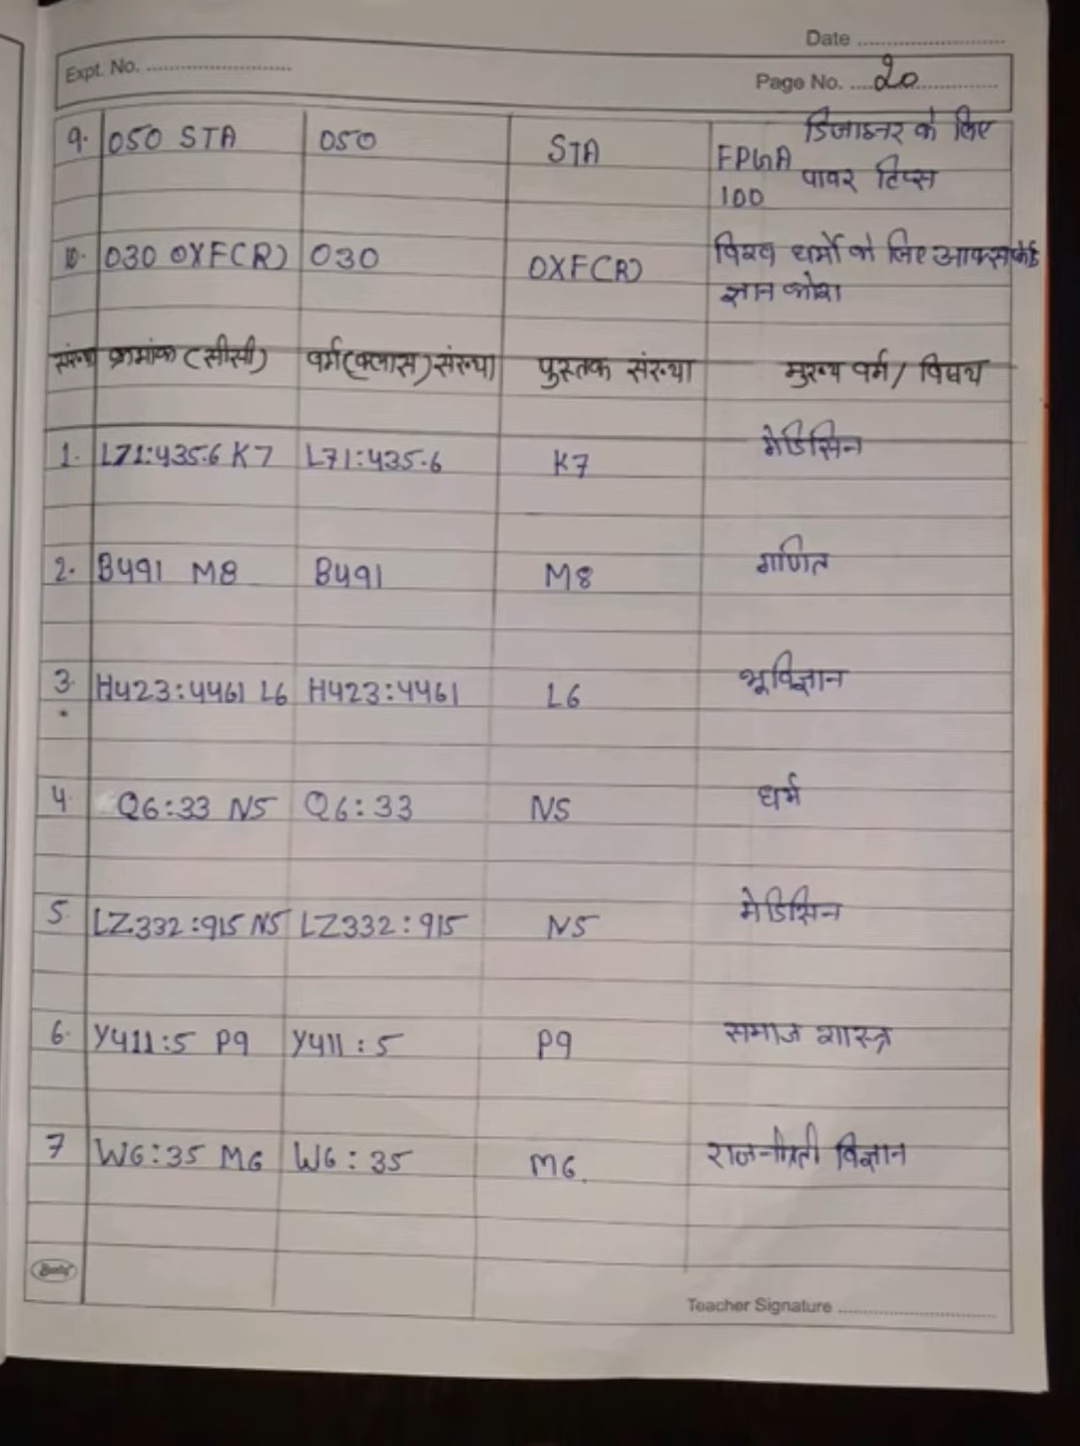 Date
Expt. No.
Page No. 20
9. 050 STA 050 STA FPGA डिजाइनर के लिए
100 पावर टिप्स
10. 030 OXF(R) 030 OXF(R) विश्व धर्मो के लिए आक्सफोर्ड
ज्ञान कोश
संख्या क्रमांक (सीसी) वर्ग (क्लास) संख्या पुस्तक संख्या मुख्य वर्ग / विषय
1. L71:435.6 K7 L71:435.6 K7 मेडिसिन
2. B491 M8 B491 M8 गणित
3. H423:4461 L6 H423:4461 L6 भूविज्ञान
4. Q6:33 N5 Q6:33 N5 धर्म
5. LZ332:915 N5 LZ332:915 N5 मेडिसिन
6. Y411:5 P9 Y411:5 P9 समाज शास्त्र
7 W6:35 M6 W6:35 M6. राजनीती विज्ञान
Teacher Signature